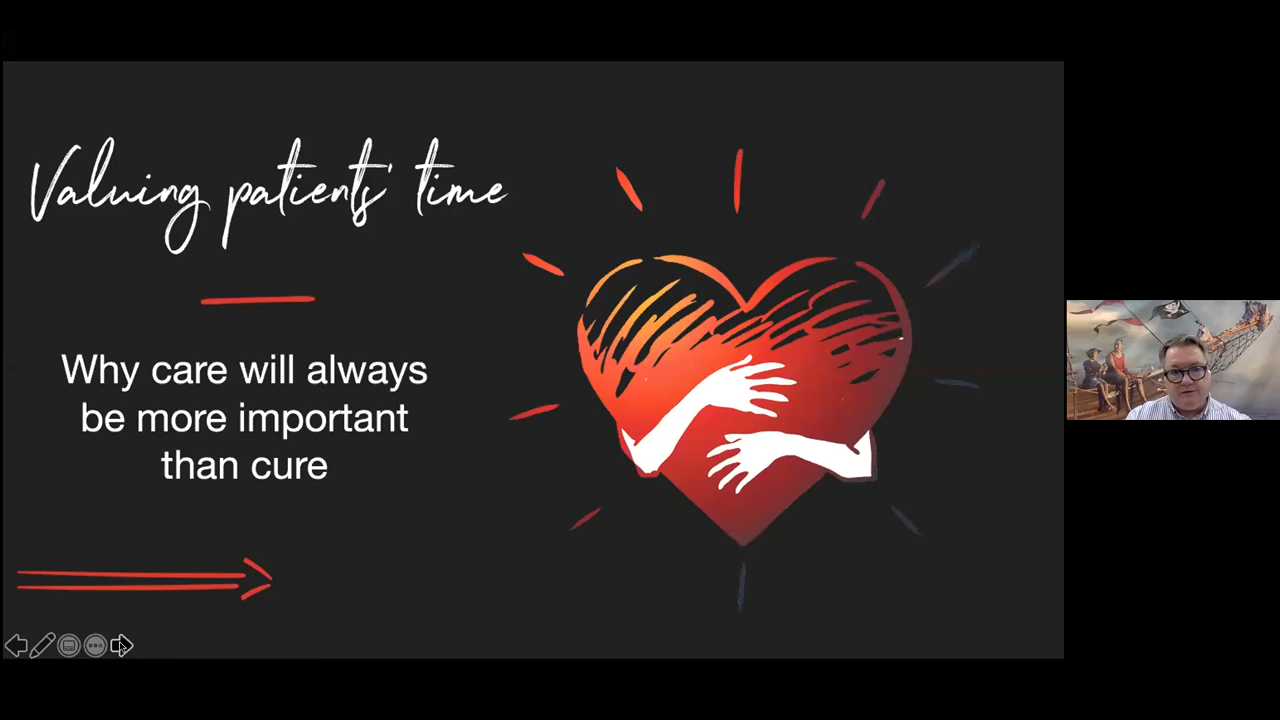 Valuing patients' time
Why care will always
be more important
than cure